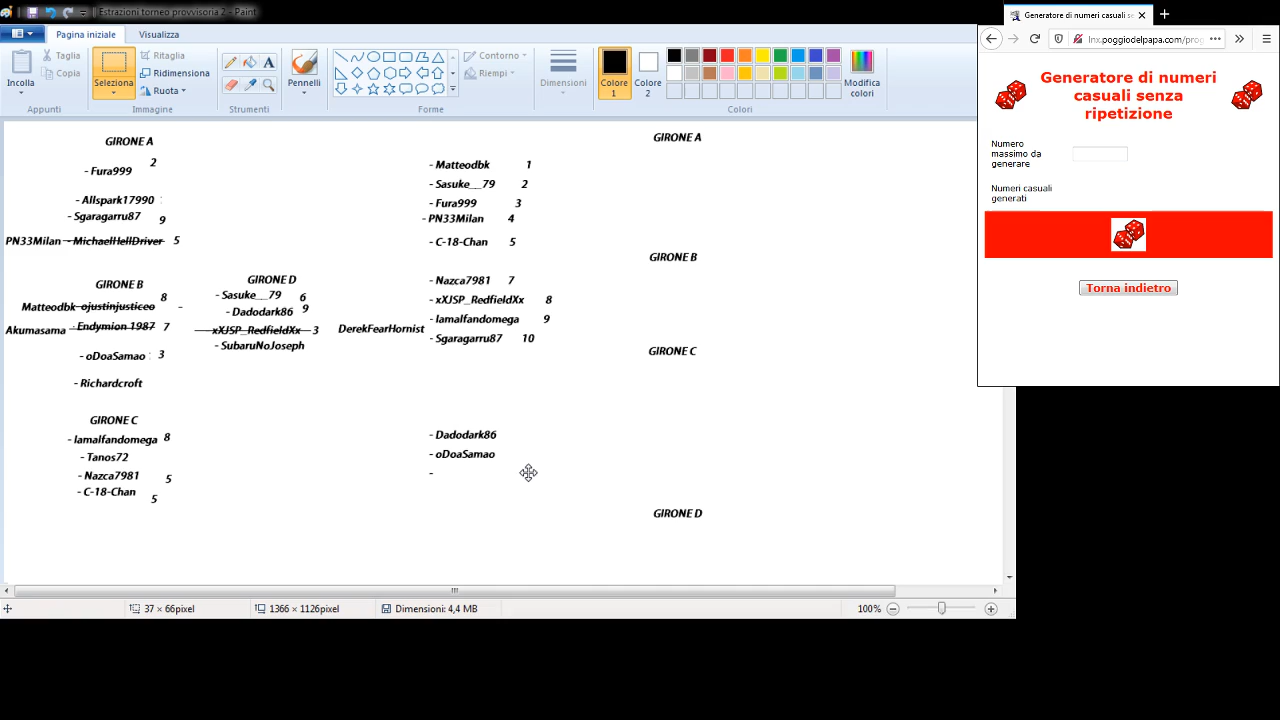 Estrazioni torneo provvisoria 2 - Paint
Pagina iniziale
Visualizza
Incolla
Taglia
Copia
Appunti
Seleziona
Ritaglia
Ridimensiona
Ruota
Immagine
Strumenti
Pennelli
Contorno
Riempi
Forme
Dimensioni
Colore 1
Colore 2
Modifica colori
Colori
GIRONE A
- Fura999 2
- Allspark17990
- Sgaragarru87 9
PN33Milan - MichaelHellDriver 5
GIRONE B
Matteodbk ojustinjusticeo 8 -
Akumasama - Endymion 1987 7
- oDoaSamao 3
- Richardcroft
GIRONE C
- Iamalfandomega 8
- Tanos72
- Nazca7981 5
- C-18-Chan 5
GIRONE D
- Sasuke__79 6
- Dadodark86 9
- xXJSP_RedfieldXx 3
- SubaruNoJoseph
DerekFearHornist
- Matteodbk 1
- Sasuke__79 2
- Fura999 3
- PN33Milan 4
- C-18-Chan 5
- Nazca7981 7
- xXJSP_RedfieldXx 8
- Iamalfandomega 9
- Sgaragarru87 10
- Dadodark86
- oDoaSamao
-
GIRONE A
GIRONE B
GIRONE C
GIRONE D
37 × 66pixel
1366 × 1126pixel
Dimensioni: 4,4 MB
100%
Generatore di numeri casuali se
lnx.poggiodelpapa.com/pro
Generatore di numeri
casuali senza
ripetizione
Numero
massimo da
generare
Numeri casuali
generati
Torna indietro